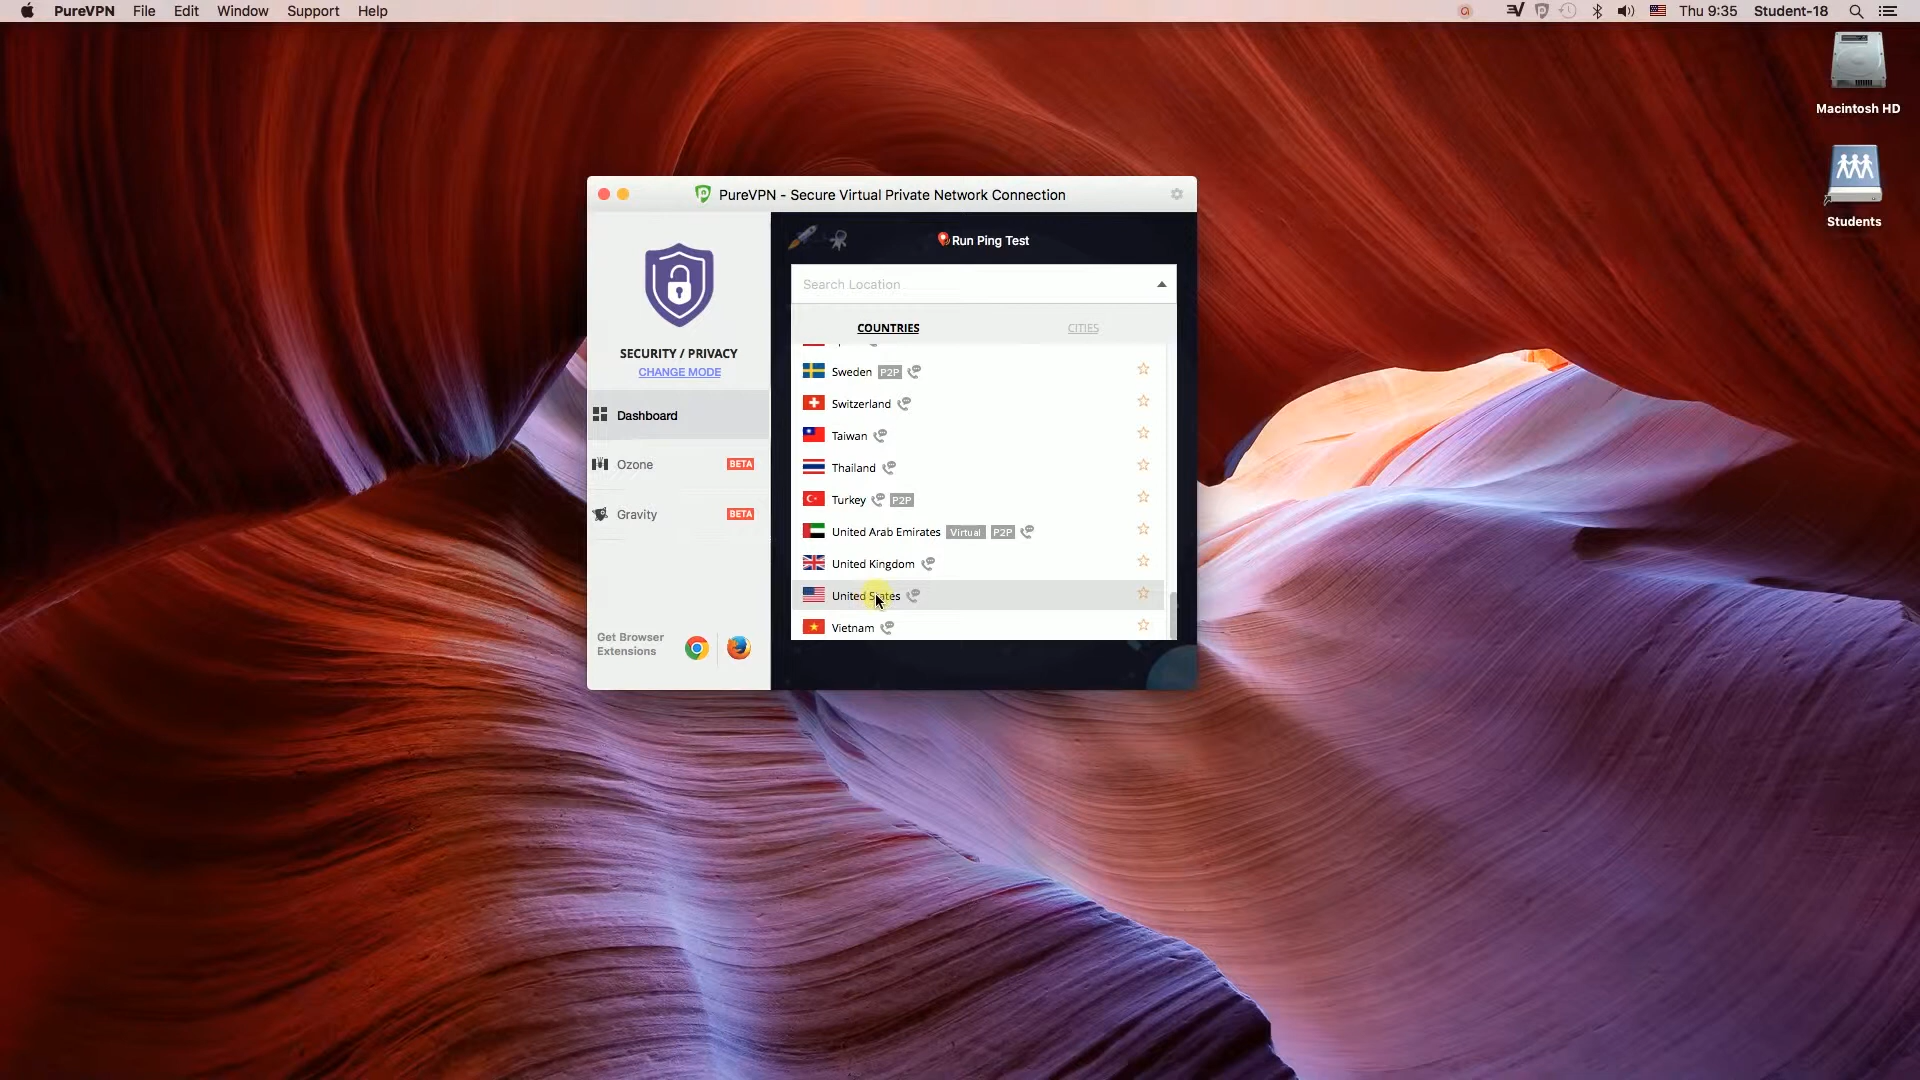 PureVPN File Edit Window Support Help Thu 9:35 Student-18
Macintosh HD
Students
PureVPN - Secure Virtual Private Network Connection
SECURITY / PRIVACY
CHANGE MODE
Dashboard
Ozone BETA
Gravity BETA
Get Browser
Extensions
Run Ping Test
Search Location
COUNTRIES CITIES
Sweden P2P
Switzerland
Taiwan
Thailand
Turkey P2P
United Arab Emirates Virtual P2P
United Kingdom
United States
Vietnam